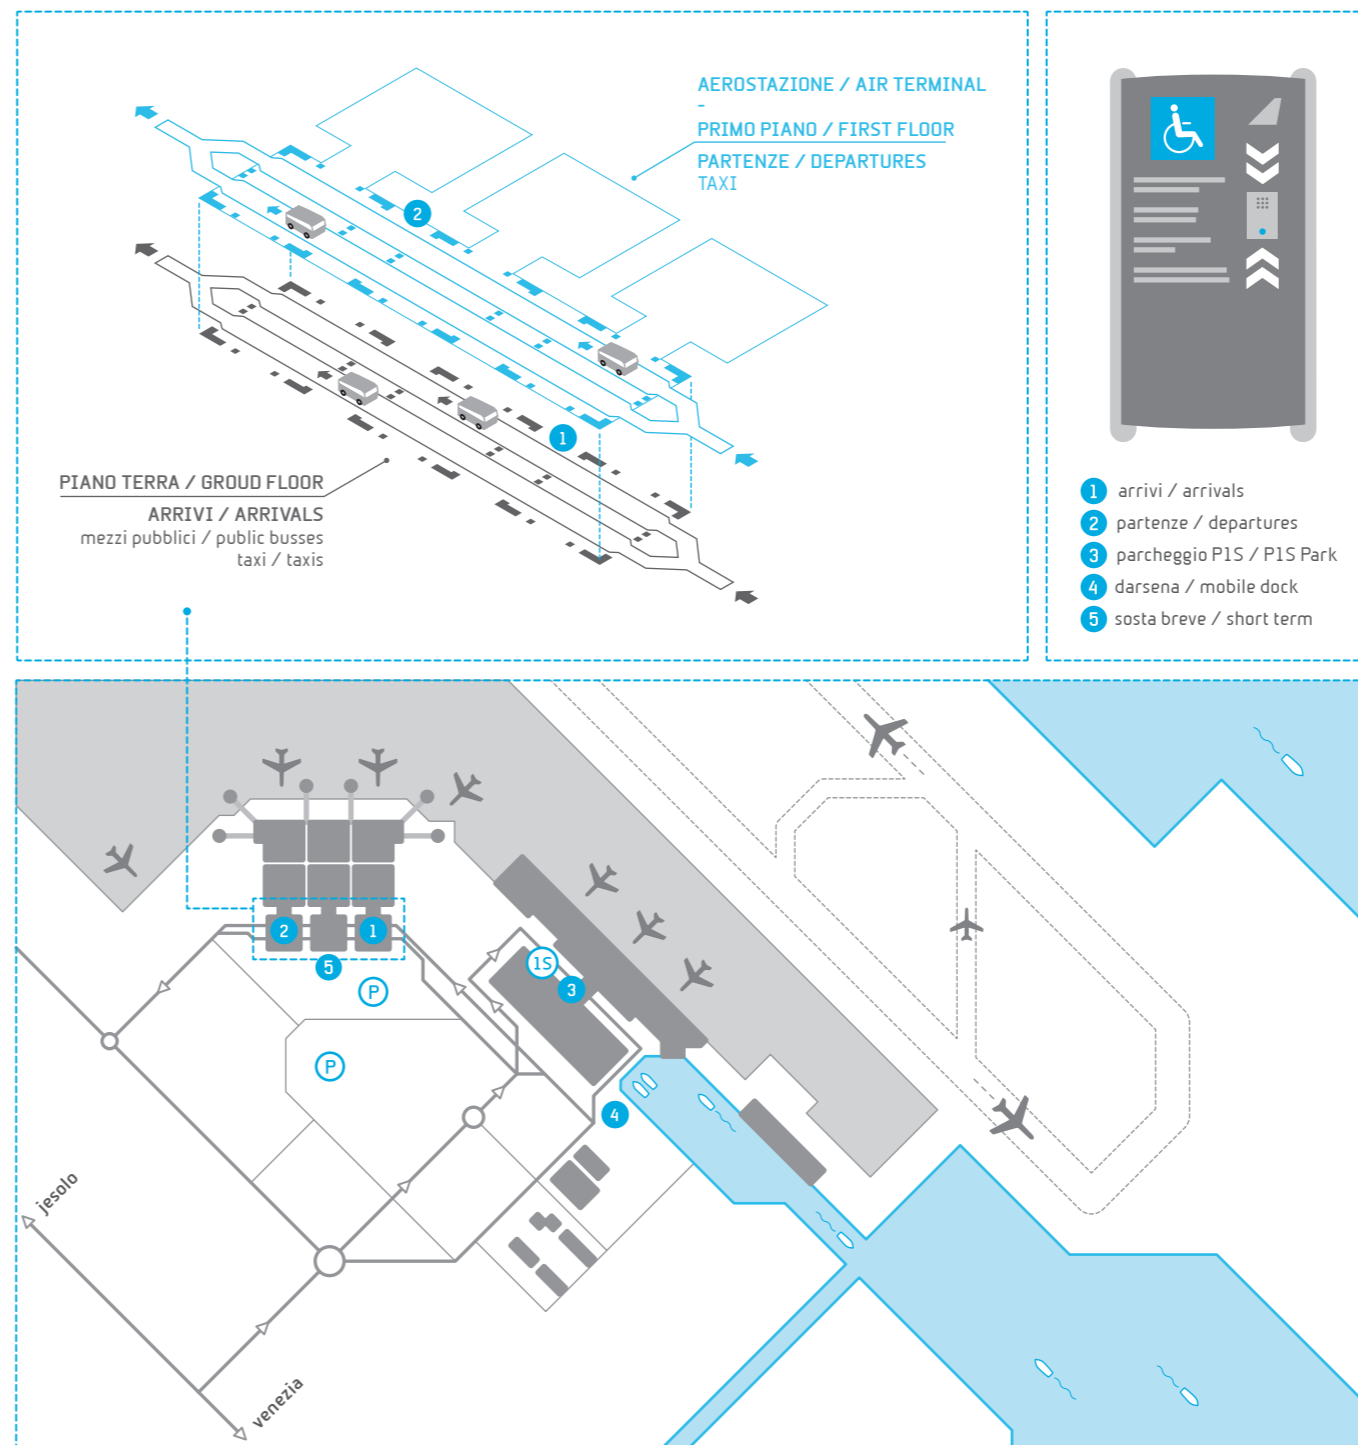 AEROSTAZIONE / AIR TERMINAL
-
PRIMO PIANO / FIRST FLOOR
PARTENZE / DEPARTURES
TAXI
2
1
PIANO TERRA / GROUD FLOOR
ARRIVI / ARRIVALS
mezzi pubblici / public busses
taxi / taxis
1 arrivi / arrivals
2 partenze / departures
3 parcheggio P1S / P1S Park
4 darsena / mobile dock
5 sosta breve / short term
2
1
5
1S
3
P
P
4
jesolo
venezia